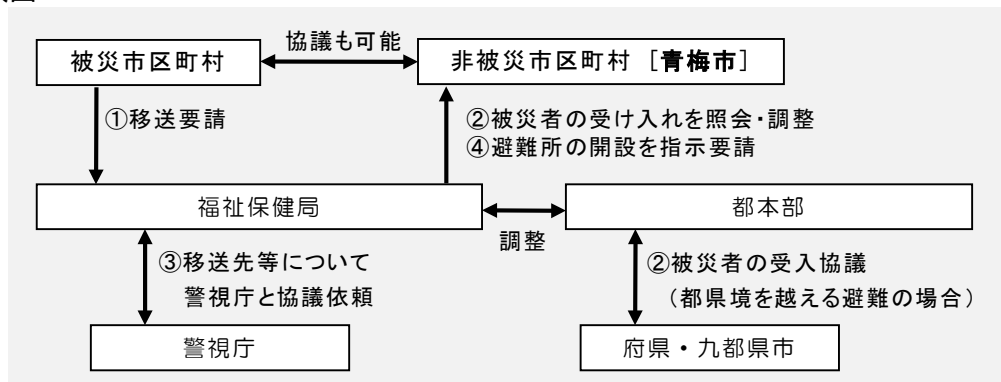 協議も可能
被災市区町村
非被災市区町村［青梅市］
①移送要請
②被災者の受け入れを照会・調整
④避難所の開設を指示要請
福祉保健局
都本部
調整
③移送先等について
警視庁と協議依頼
②被災者の受入協議
（都県境を越える避難の場合）
警視庁
府県・九都県市